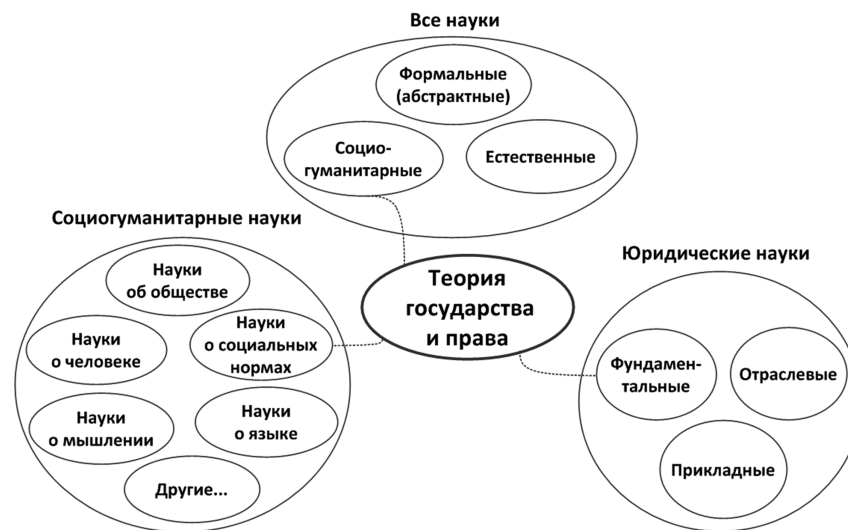 Все науки
Формальные
(абстрактные)
Социо-
гуманитарные
Естественные
Социогуманитарные науки
Науки
об обществе
Науки
о человеке
Науки
о социальных
нормах
Науки
о мышлении
Науки
о языке
Другие...
Теория
государства
и права
Юридические науки
Фундамен-
тальные
Отраслевые
Прикладные